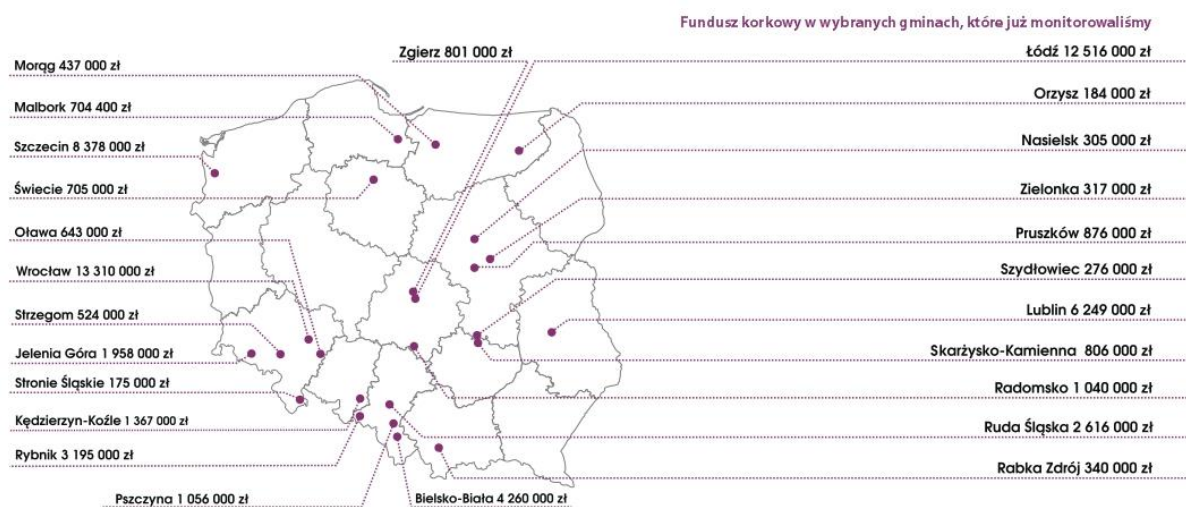 Fundusz korkowy w wybranych gminach, które już monitorowaliśmy
Zgierz 801 000 zł
Łódź 12 516 000 zł
Morąg 437 000 zł
Malbork 704 400 zł
Szczecin 8 378 000 zł
Świecie 705 000 zł
Oława 643 000 zł
Wrocław 13 310 000 zł
Strzegom 524 000 zł
Jelenia Góra 1 958 000 zł
Stronie Śląskie 175 000 zł
Kędzierzyn-Koźle 1 367 000 zł
Rybnik 3 195 000 zł
Pszczyna 1 056 000 zł
Bielsko-Biała 4 260 000 zł
Orzysz 184 000 zł
Nasielsk 305 000 zł
Zielonka 317 000 zł
Pruszków 876 000 zł
Szydłowiec 276 000 zł
Lublin 6 249 000 zł
Skarżysko-Kamienna 806 000 zł
Radomsko 1 040 000 zł
Ruda Śląska 2 616 000 zł
Rabka Zdrój 340 000 zł